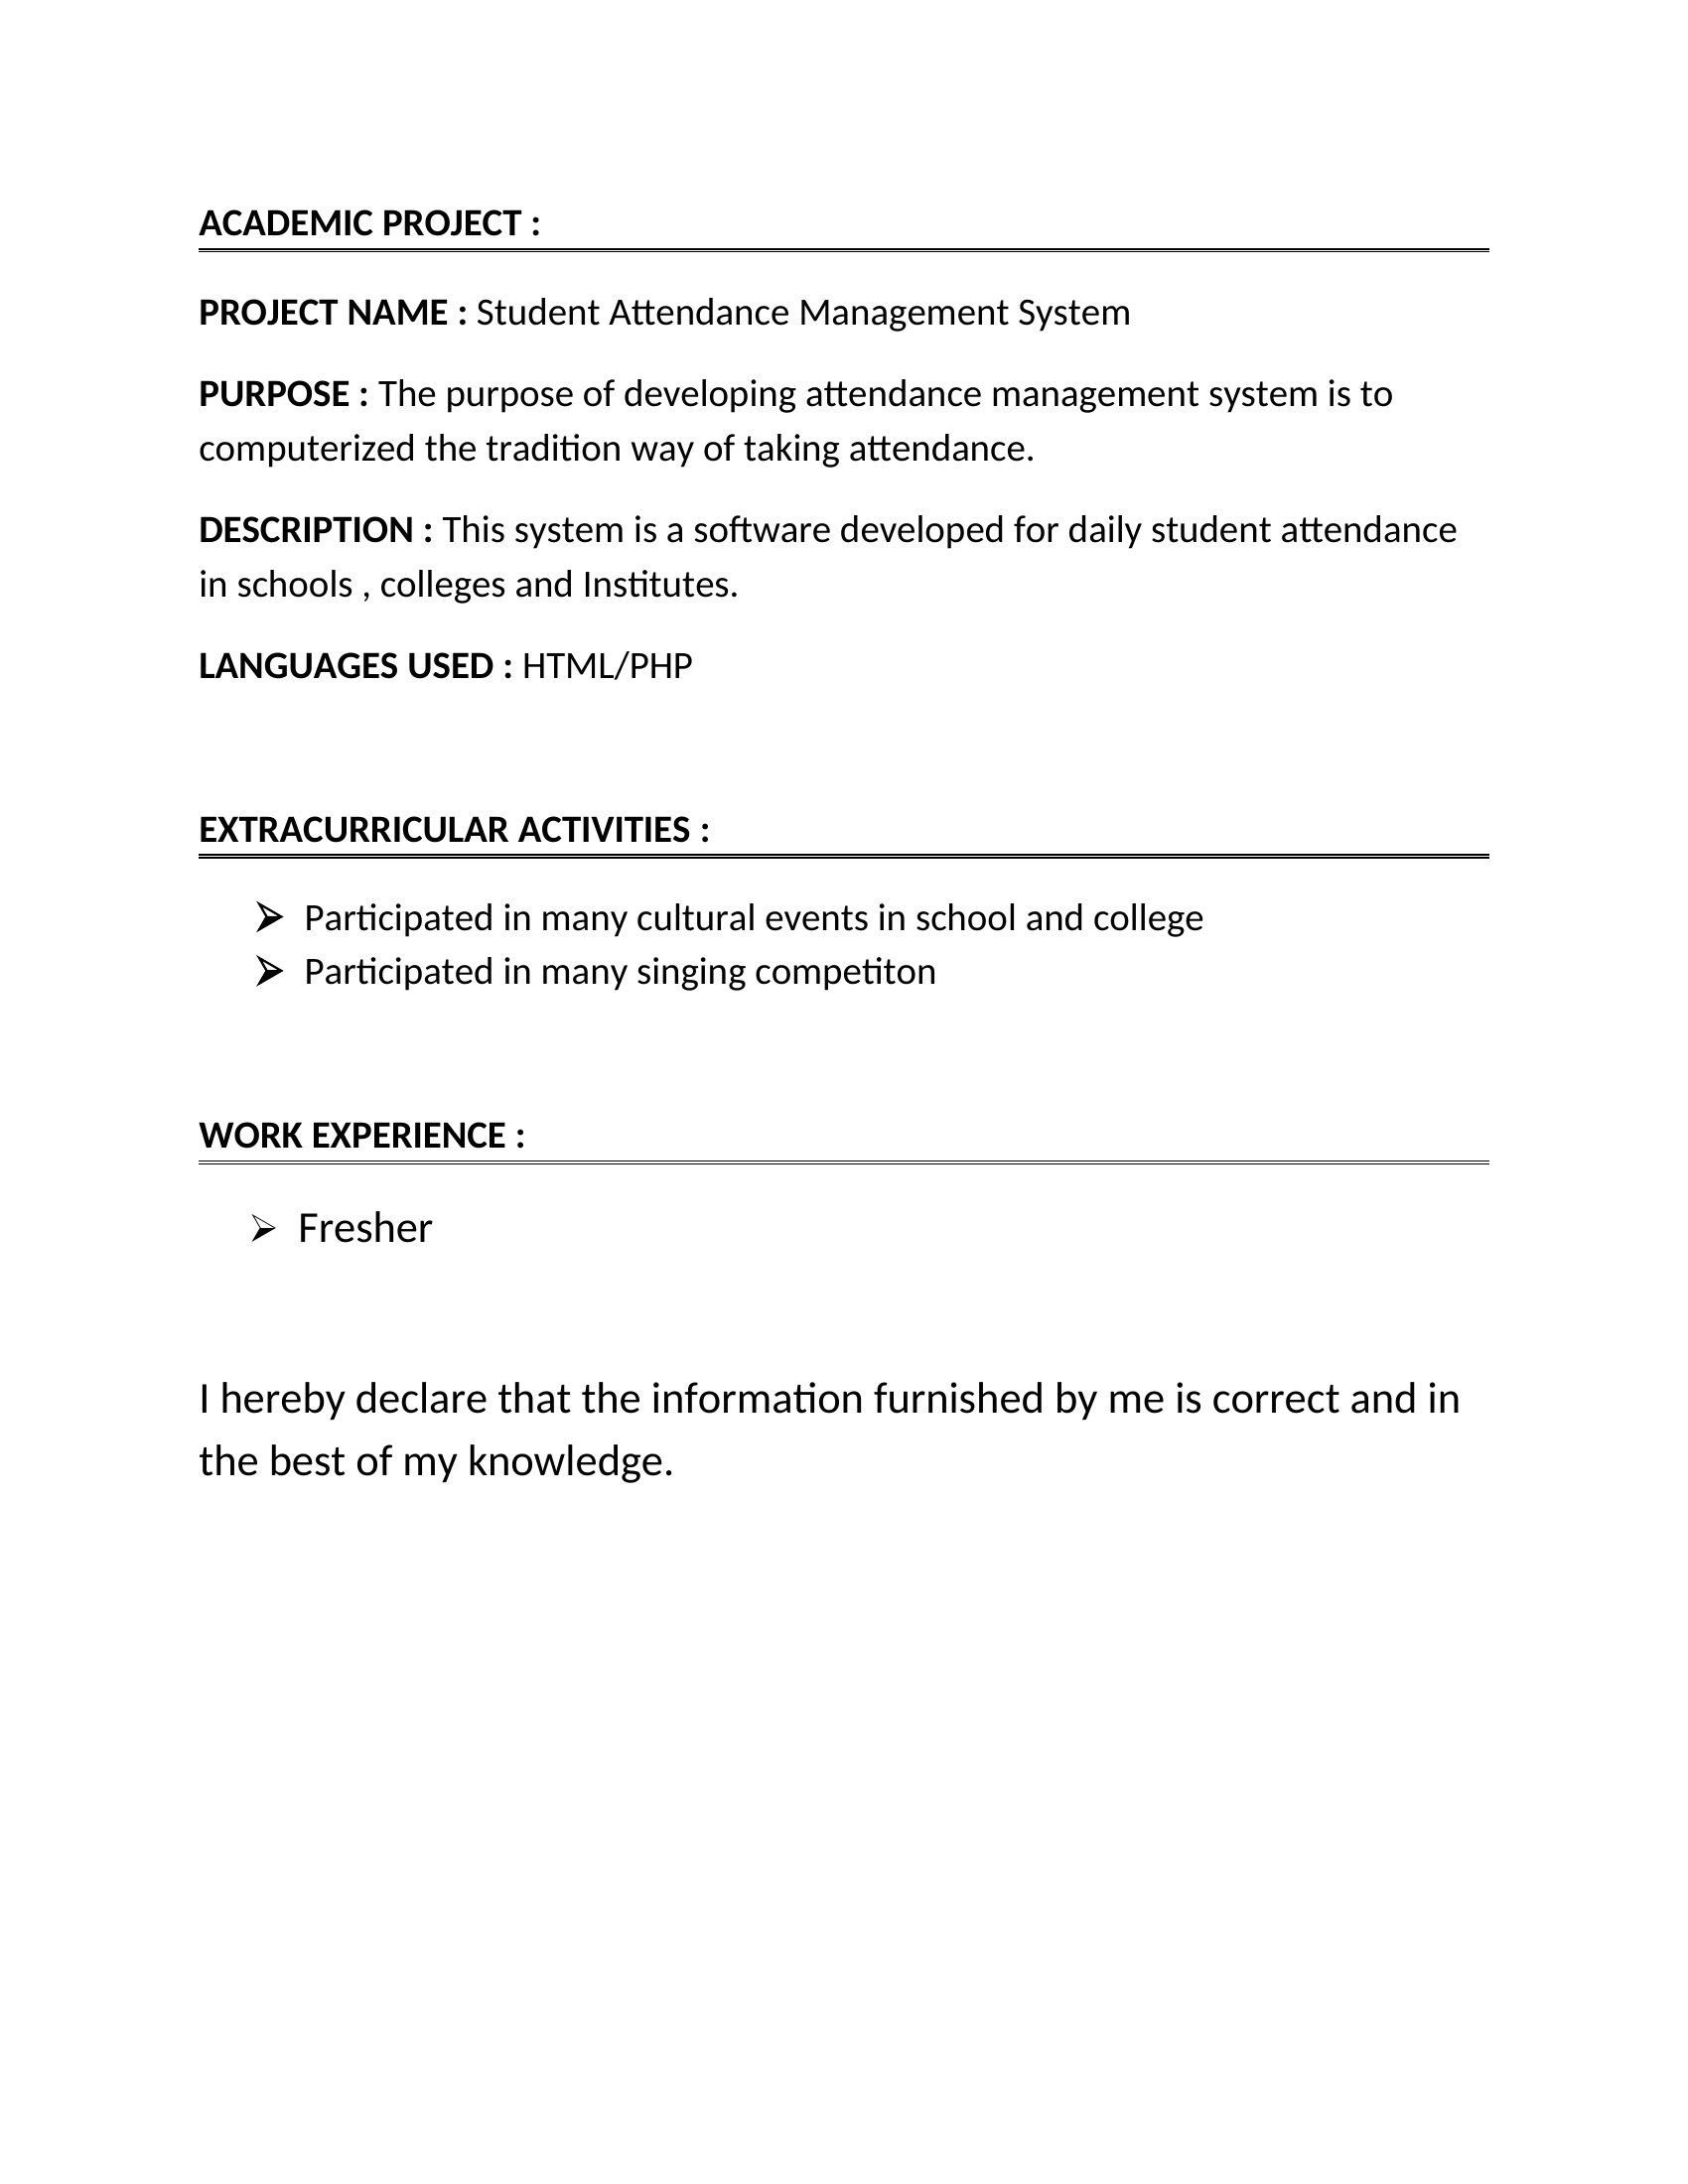 ACADEMIC PROJECT :
PROJECT NAME : Student Attendance Management System
PURPOSE : The purpose of developing attendance management system is to
computerized the tradition way of taking attendance.
DESCRIPTION : This system is a software developed for daily student attendance
in schools , colleges and Institutes.
LANGUAGES USED : HTML/PHP
EXTRACURRICULAR ACTIVITIES :
➢ Participated in many cultural events in school and college
➢ Participated in many singing competiton
WORK EXPERIENCE :
➢ Fresher
I hereby declare that the information furnished by me is correct and in
the best of my knowledge.